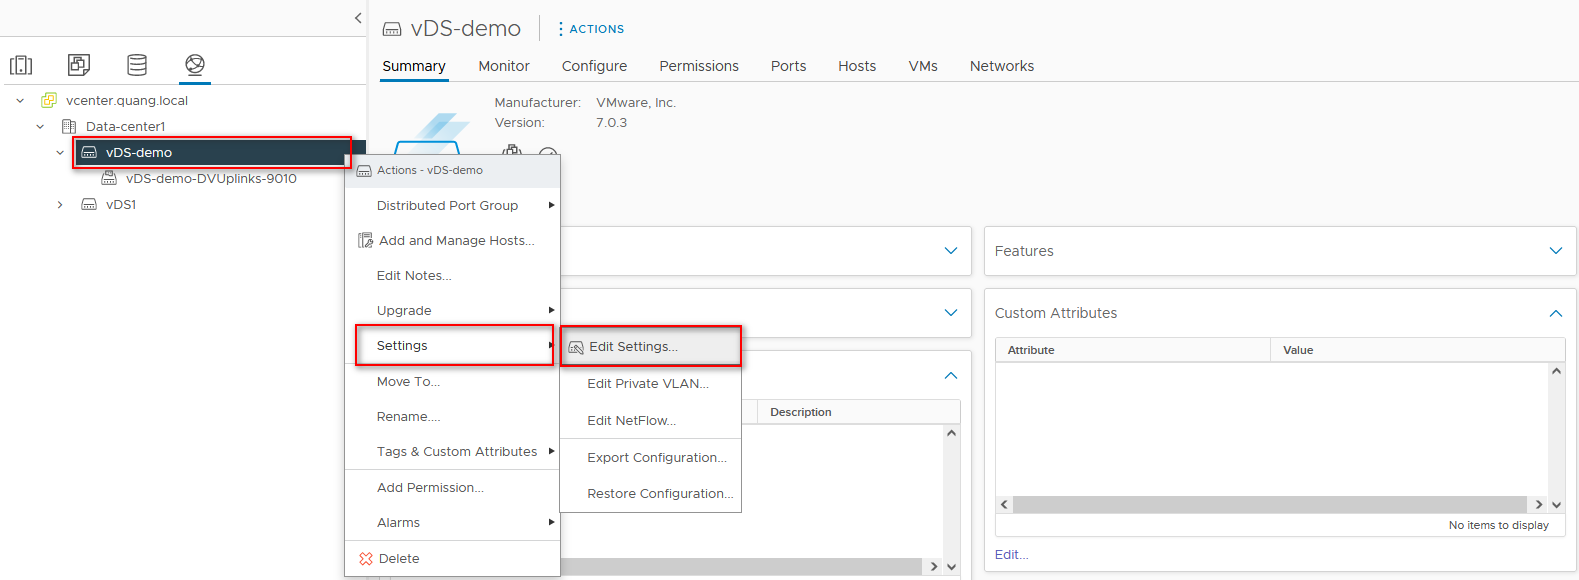 vDS-demo
ACTIONS
Summary
Monitor
Configure
Permissions
Ports
Hosts
VMs
Networks
vcenter.quang.local
Data-center1
vDS-demo
vDS-demo-DVUplinks-9010
vDS1
Manufacturer: VMware, Inc.
Version: 7.0.3
Actions - vDS-demo
Distributed Port Group
Add and Manage Hosts...
Edit Notes...
Upgrade
Settings
Move To...
Rename....
Tags & Custom Attributes
Add Permission...
Alarms
Delete
Edit Settings...
Edit Private VLAN...
Edit NetFlow...
Export Configuration...
Restore Configuration...
Description
Features
Custom Attributes
Attribute
Value
No items to display
Edit...